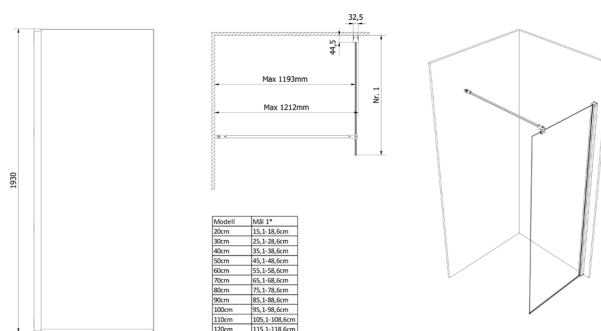 32,5
44,5
Max 1193mm
Nr. 1
Max 1212mm
1930
Modell Mål 1*
20cm 15,1-18,6cm
30cm 25,1-28,6cm
40cm 35,1-38,6cm
50cm 45,1-48,6cm
60cm 55,1-58,6cm
70cm 65,1-68,6cm
80cm 75,1-78,6cm
90cm 85,1-88,6cm
100cm 95,1-98,6cm
110cm 105,1-108,6cm
120cm 115,1-118,6cm